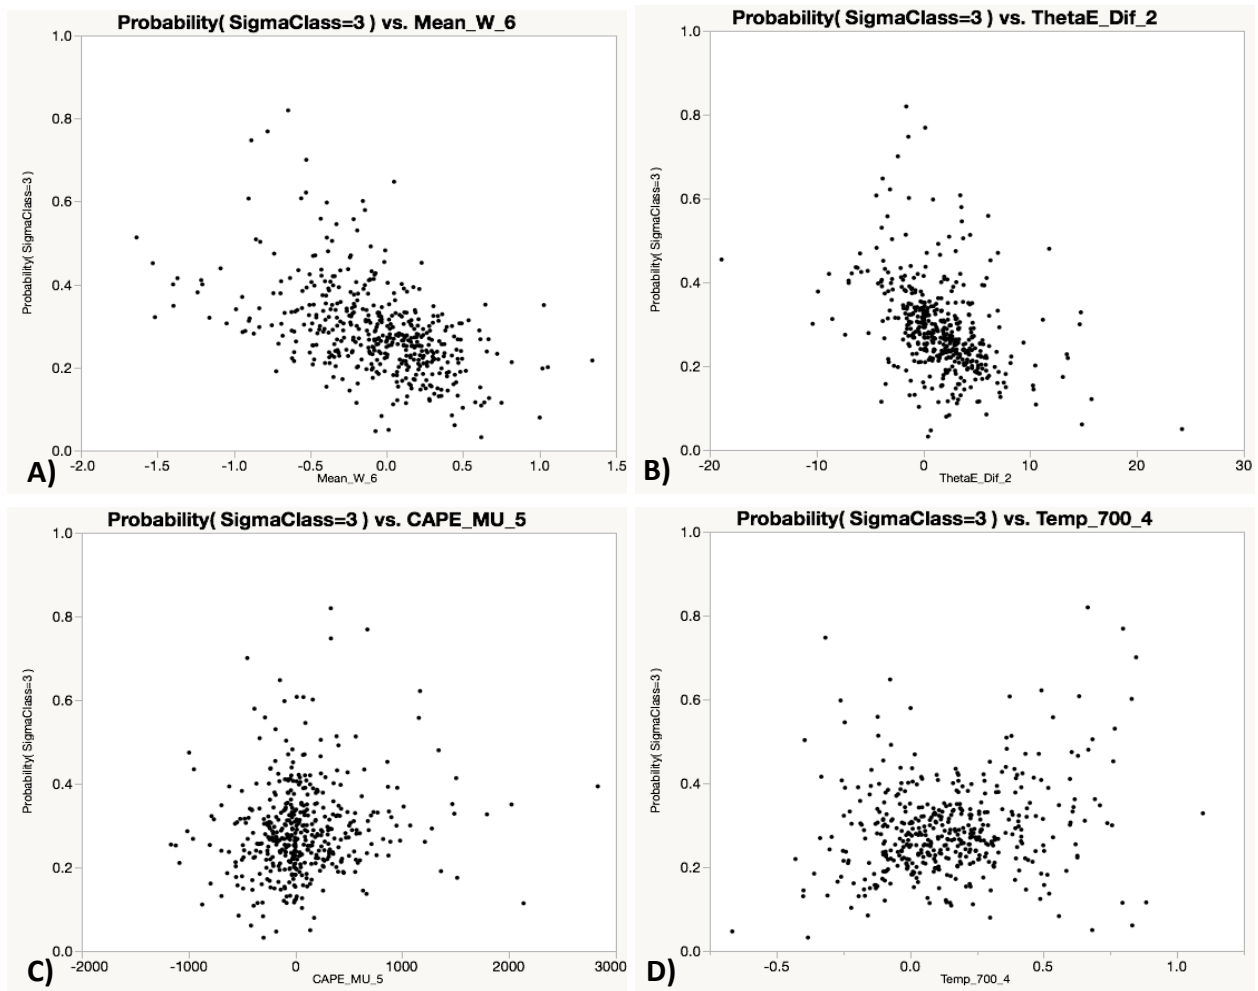 Probability( SigmaClass=3 ) vs. Mean_W_6
1.0
0.8
0.6
0.4
0.2
0.0
Probability( SigmaClass=3 )
-2.0 -1.5 -1.0 -0.5 0.0 0.5 1.0 1.5
Mean_W_6
A)
Probability( SigmaClass=3 ) vs. ThetaE_Dif_2
1.0
0.8
0.6
0.4
0.2
0.0
Probability( SigmaClass=3 )
-20 -10 0 10 20 30
ThetaE_Dif_2
B)
Probability( SigmaClass=3 ) vs. CAPE_MU_5
1.0
0.8
0.6
0.4
0.2
0.0
Probability( SigmaClass=3 )
-2000 -1000 0 1000 2000 3000
CAPE_MU_5
C)
Probability( SigmaClass=3 ) vs. Temp_700_4
1.0
0.8
0.6
0.4
0.2
0.0
Probability( SigmaClass=3 )
-0.5 0.0 0.5 1.0
Temp_700_4
D)